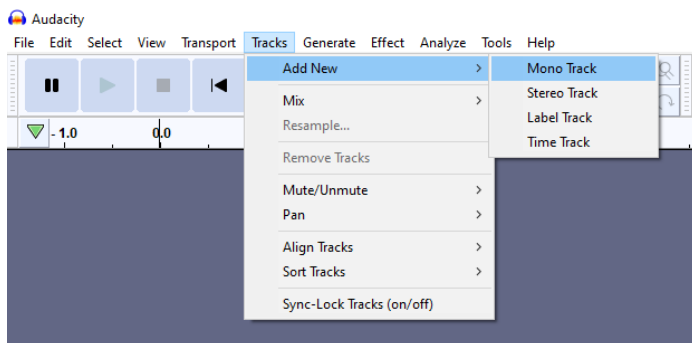 Audacity
File Edit Select View Transport Tracks Generate Effect Analyze Tools Help
Add New
Mix
Resample...
Remove Tracks
Mute/Unmute
Pan
Align Tracks
Sort Tracks
Sync-Lock Tracks (on/off)
Mono Track
Stereo Track
Label Track
Time Track
- 1.0 0.0